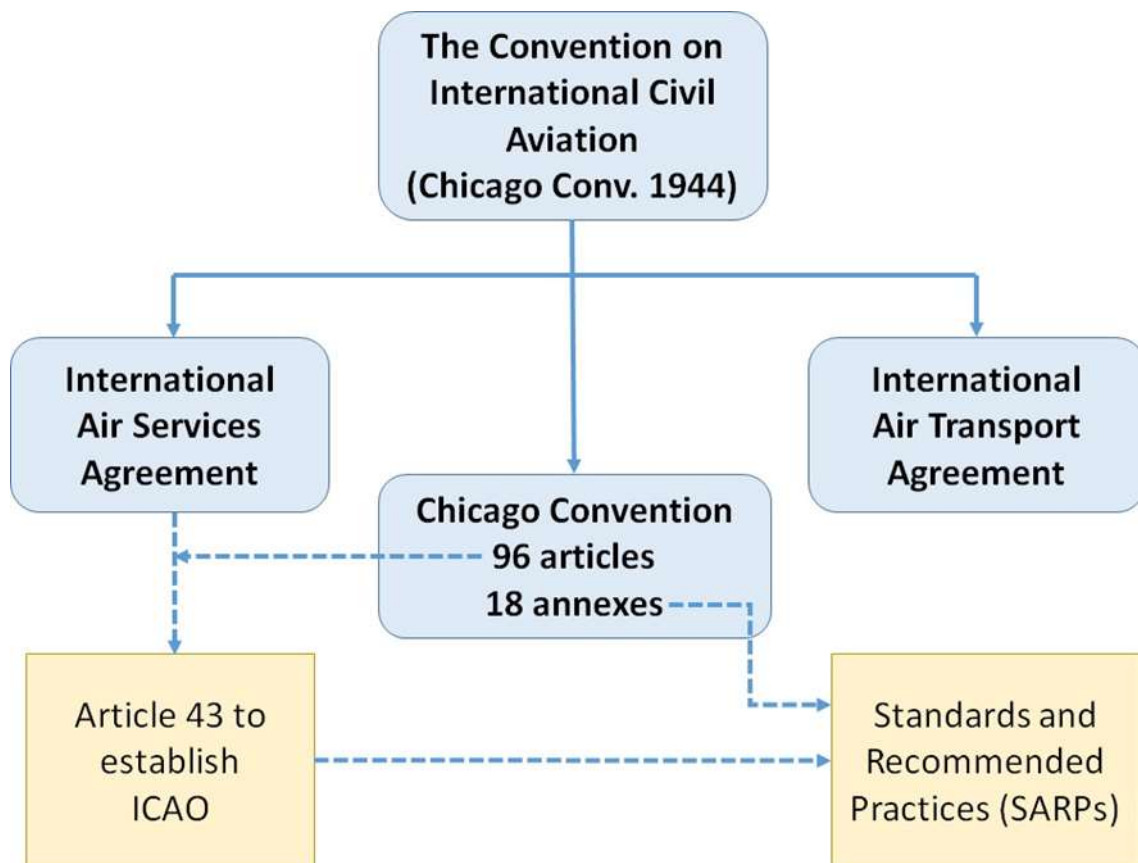 The Convention on
International Civil
Aviation
(Chicago Conv. 1944)
International
Air Services
Agreement
International
Air Transport
Agreement
Chicago Convention
96 articles
18 annexes
Article 43 to
establish
ICAO
Standards and
Recommended
Practices (SARPs)